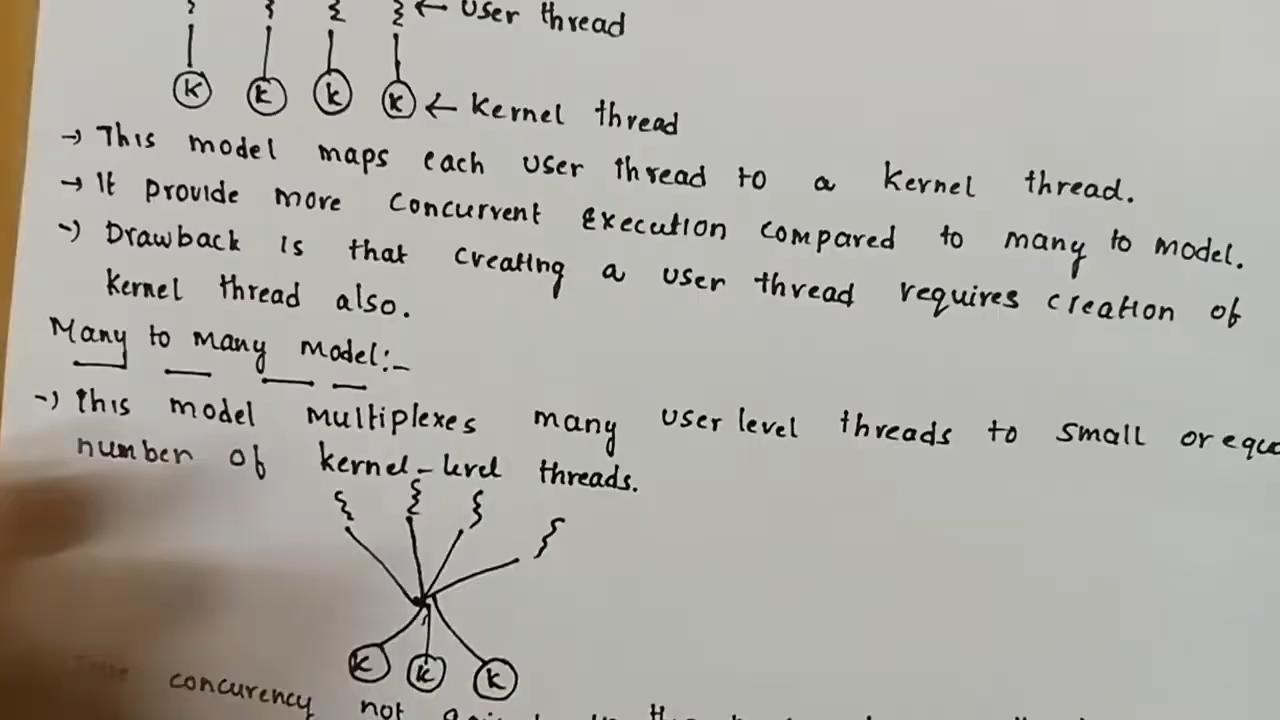 ← User thread
K K K K ← Kernel thread
→ This model maps each user thread to a kernel thread.
→ It provide more concurrent execution compared to many to model.
→ Drawback is that creating a user thread requires creation of
kernel thread also.
Many to many model:-
→ This model multiplexes many user level threads to small or equa
number of kernel-level threads.
K K K
concurency not